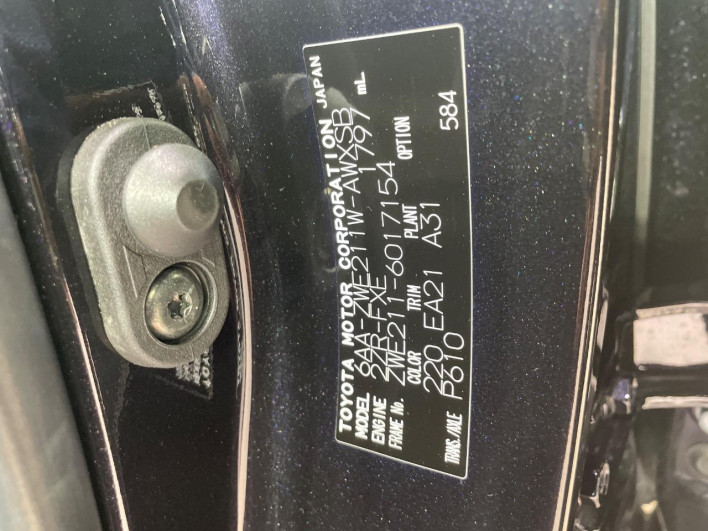 TOYOTA MOTOR CORPORATION JAPAN
MODEL 6AA-ZWE211W-AWXSB
ENGINE 2ZR-FXE 1797 mL
FRAME No. ZWE211-6017154
COLOR TRIM PLANT OPTION
220 EA21 A31
TRANS/AXLE P610 584